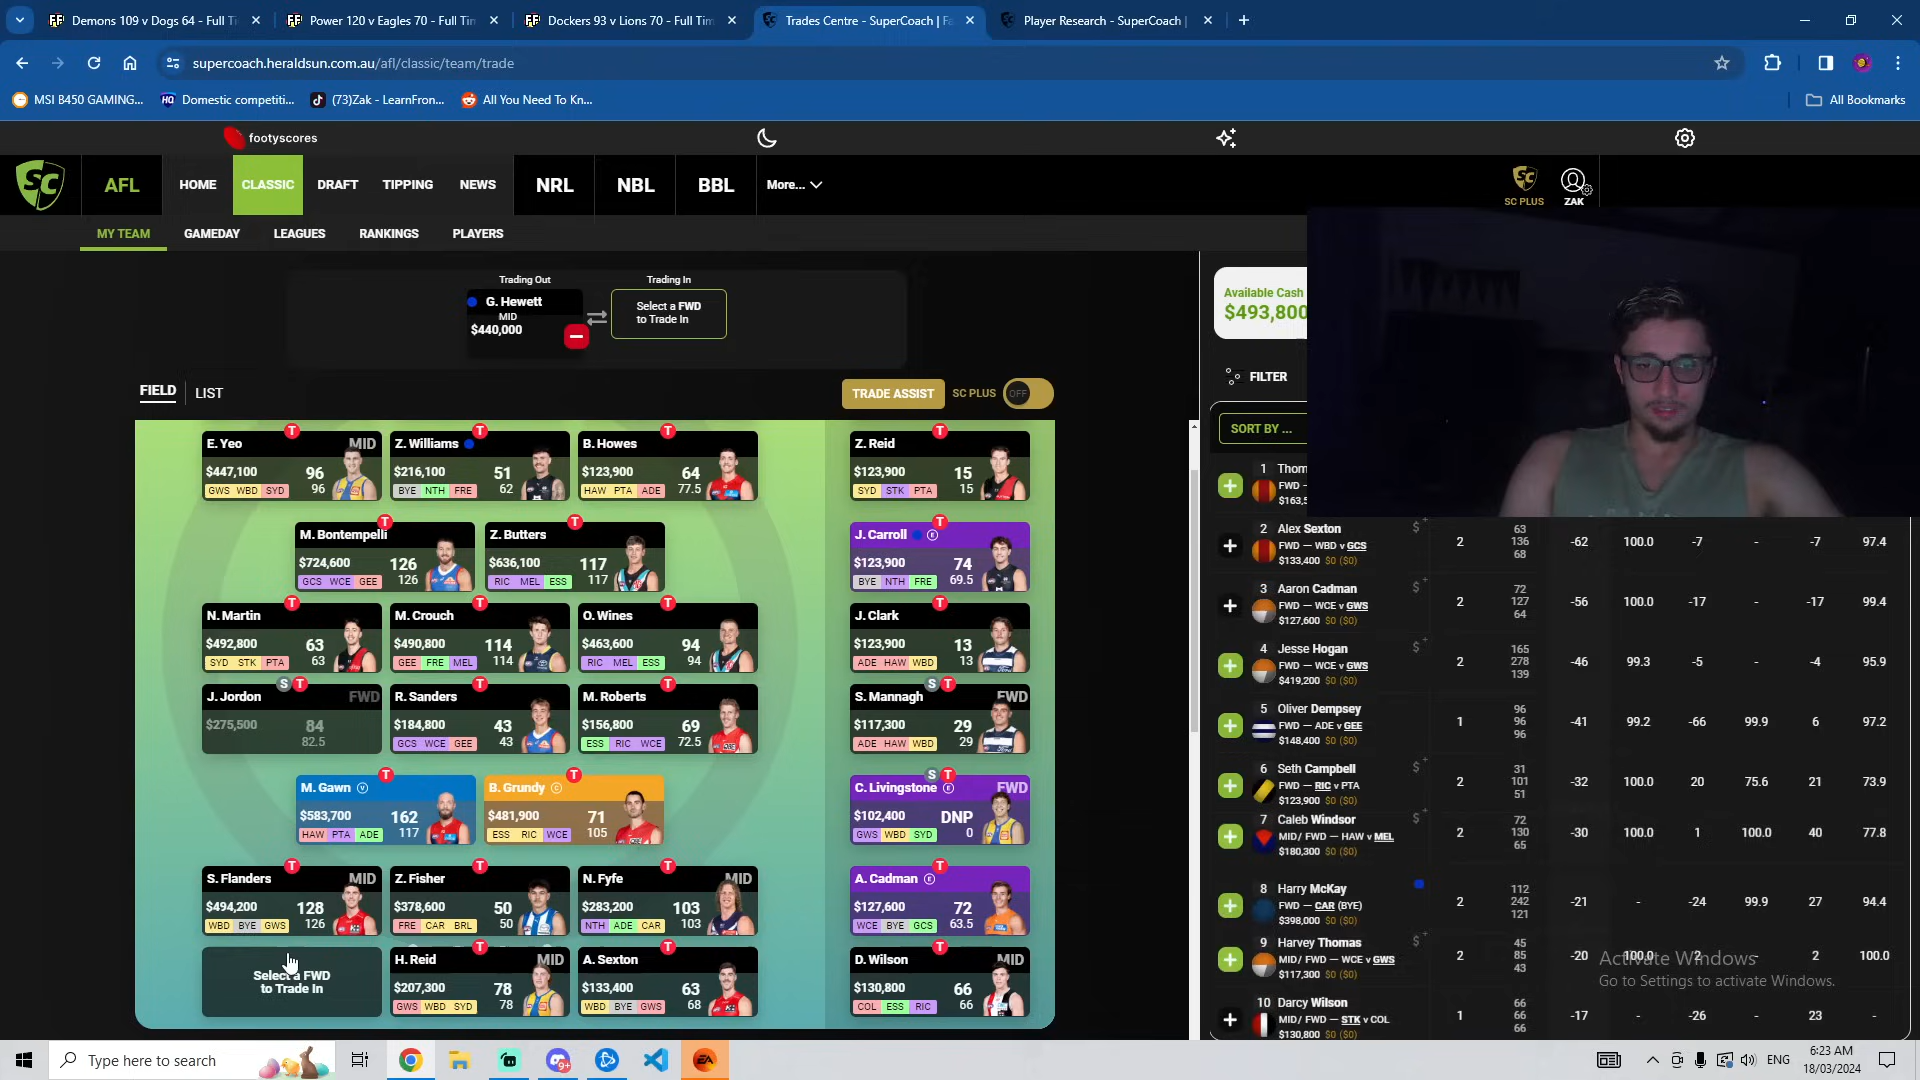 Demons 109 v Dogs 64 - Full Ti
Power 120 v Eagles 70 - Full Tim
Dockers 93 v Lions 70 - Full Tim
Trades Centre - SuperCoach | Fa
Player Research - SuperCoach |
supercoach.heraldsun.com.au/afl/classic/team/trade
MSI B450 GAMING...
Domestic competiti...
(73)Zak - LearnFron...
All You Need To Kn...
All Bookmarks
footyscores
AFL
HOME
CLASSIC
DRAFT
TIPPING
NEWS
NRL
NBL
BBL
More...
SC PLUS
ZAK
MY TEAM
GAMEDAY
LEAGUES
RANKINGS
PLAYERS
Trading Out
Trading In
G. Hewett
MID
$440,000
Select a FWD
to Trade In
Available Cash
$493,800
FILTER
SORT BY ...
FIELD
LIST
TRADE ASSIST
SC PLUS
OFF
E. Yeo MID
$447,100 96
GWS WBD SYD 96
Z. Williams
$216,100 51
BYE NTH FRE 62
B. Howes
$123,900 64
HAW PTA ADE 77.5
Z. Reid
$123,900 15
SYD STK PTA 15
M. Bontempelli
$724,600 126
GCS WCE GEE 126
Z. Butters
$636,100 117
RIC MEL ESS 117
J. Carroll E
$123,900 74
BYE NTH FRE 69.5
N. Martin
$492,800 63
SYD STK PTA 63
M. Crouch
$490,800 114
GEE FRE MEL 114
O. Wines
$463,600 94
RIC MEL ESS 94
J. Clark
$123,900 13
ADE HAW WBD 13
J. Jordon FWD
$275,500 84
82.5
R. Sanders
$184,800 43
GCS WCE GEE 43
M. Roberts
$156,800 69
ESS RIC WCE 72.5
S. Mannagh FWD
$117,300 29
ADE HAW WBD 29
M. Gawn V
$583,700 162
HAW PTA ADE 117
B. Grundy C
$481,900 71
ESS RIC WCE 105
C. Livingstone E FWD
$102,400 DNP
GWS WBD SYD 0
S. Flanders MID
$494,200 128
WBD BYE GWS 126
Z. Fisher
$378,600 50
FRE CAR BRL 50
N. Fyfe MID
$283,200 103
NTH ADE CAR 103
A. Cadman E
$127,600 72
WCE BYE GCS 63.5
Select a FWD
to Trade In
H. Reid MID
$207,300 78
GWS WBD SYD 78
A. Sexton
$133,400 63
WBD BYE GWS 68
D. Wilson MID
$130,800 66
COL ESS RIC 66
1 Thom
FWD -
$163,5
2 Alex Sexton
FWD — WBD v GCS
$133,400 $0 ($0)
2 63 136 68 -62 100.0 -7 - -7 97.4
3 Aaron Cadman
FWD — WCE v GWS
$127,600 $0 ($0)
2 72 127 64 -56 100.0 -17 - -17 99.4
4 Jesse Hogan
FWD — WCE v GWS
$419,200 $0 ($0)
2 165 278 139 -46 99.3 -5 - -4 95.9
5 Oliver Dempsey
FWD — ADE v GEE
$148,400 $0 ($0)
1 96 96 96 -41 99.2 -66 99.9 6 97.2
6 Seth Campbell
FWD — RIC v PTA
$123,900 $0 ($0)
2 31 101 51 -32 100.0 20 75.6 21 73.9
7 Caleb Windsor
MID/ FWD — HAW v MEL
$180,300 $0 ($0)
2 72 130 65 -30 100.0 1 100.0 40 77.8
8 Harry McKay
FWD — CAR (BYE)
$398,000 $0 ($0)
2 112 242 121 -21 - -24 99.9 27 94.4
9 Harvey Thomas
MID/ FWD — WCE v GWS
$117,300 $0 ($0)
2 45 85 43 -20 100.0 2 - 2 100.0
10 Darcy Wilson
MID/ FWD — STK v COL
$130,800 $0 ($0)
1 66 66 66 -17 - -26 - 23 -
Activate Windows
Go to Settings to activate Windows.
Type here to search
ENG
6:23 AM
18/03/2024